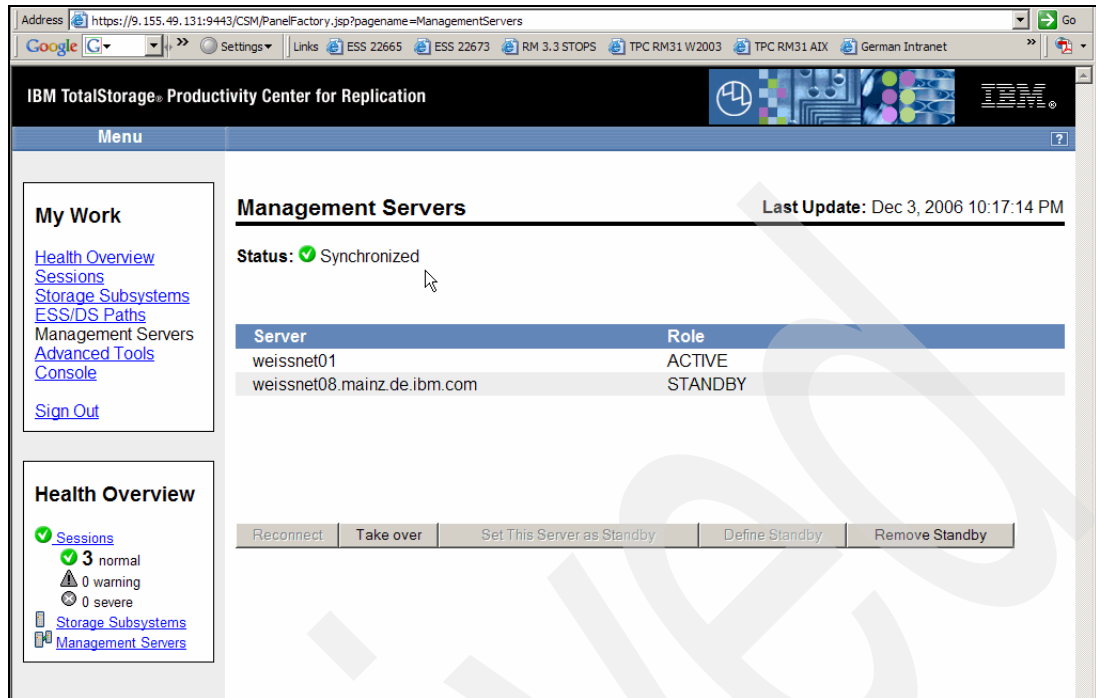 Address https://9.155.49.131:9443/CSM/PanelFactory.jsp?pagename=ManagementServers Go
Google G Settings Links ESS 22665 ESS 22673 RM 3.3 STOPS TPC RM31 W2003 TPC RM31 AIX German Intranet
IBM TotalStorage® Productivity Center for Replication IBM®
Menu ?
My Work
Health Overview
Sessions
Storage Subsystems
ESS/DS Paths
Management Servers
Advanced Tools
Console
Sign Out
Management Servers Last Update: Dec 3, 2006 10:17:14 PM
Status: Synchronized
Server Role
weissnet01 ACTIVE
weissnet08.mainz.de.ibm.com STANDBY
Reconnect Take over Set This Server as Standby Define Standby Remove Standby
Health Overview
Sessions
3 normal
0 warning
0 severe
Storage Subsystems
Management Servers